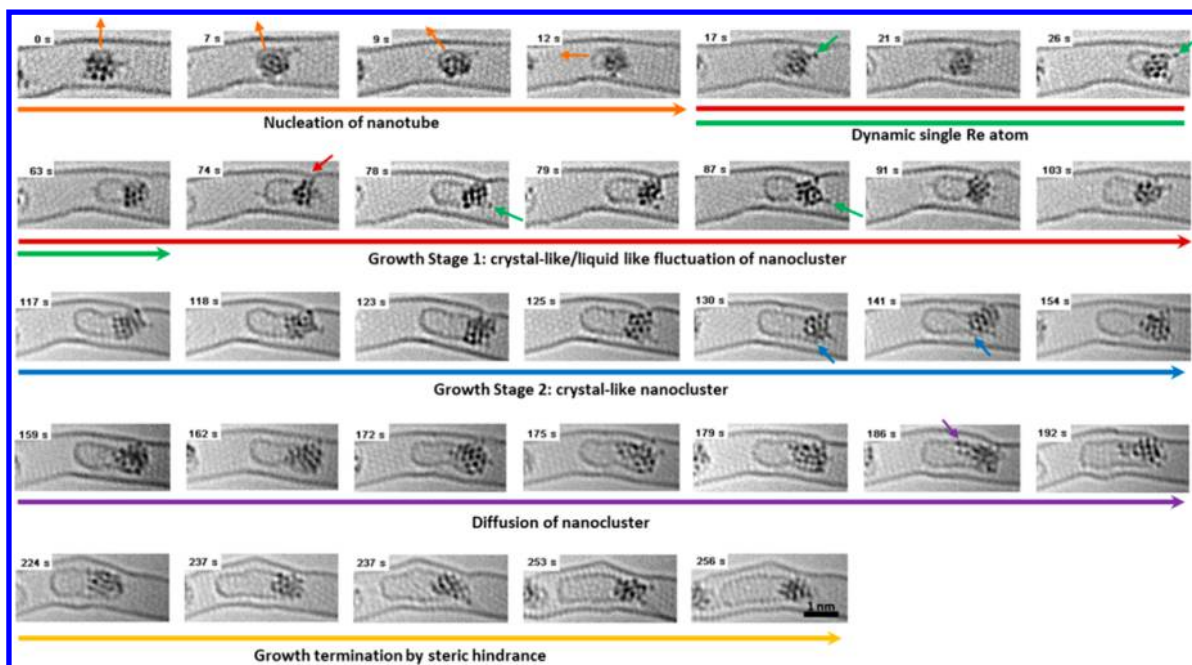 0 s 7 s 9 s 12 s 17 s 21 s 26 s
Nucleation of nanotube
Dynamic single Re atom
63 s 74 s 78 s 79 s 87 s 91 s 103 s
Growth Stage 1: crystal-like/liquid like fluctuation of nanocluster
117 s 118 s 123 s 125 s 130 s 141 s 154 s
Growth Stage 2: crystal-like nanocluster
159 s 162 s 172 s 175 s 179 s 186 s 192 s
Diffusion of nanocluster
224 s 237 s 237 s 253 s 256 s
1 nm
Growth termination by steric hindrance